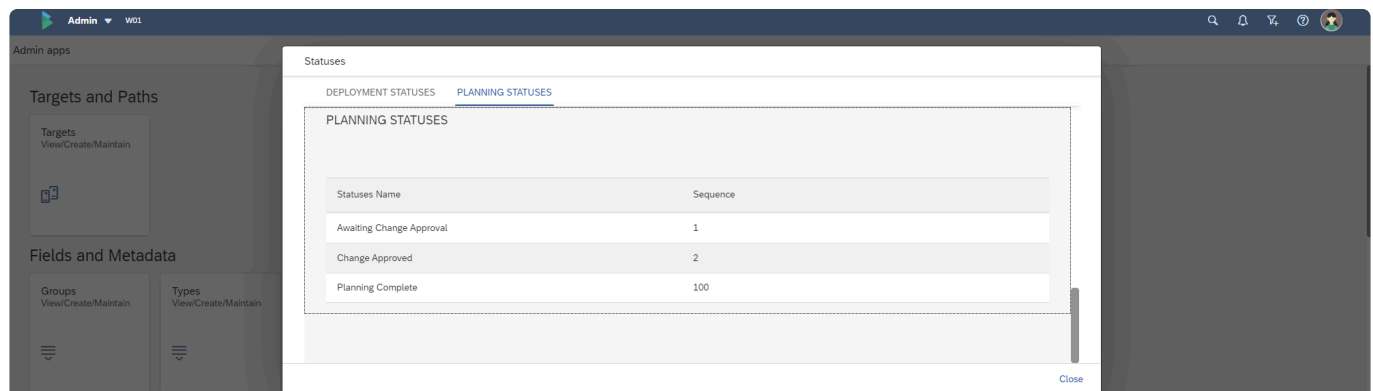 Admin W01
Admin apps
Statuses
DEPLOYMENT STATUSES PLANNING STATUSES
PLANNING STATUSES
Statuses Name Sequence
Awaiting Change Approval 1
Change Approved 2
Planning Complete 100
Close
Targets and Paths
Targets
View/Create/Maintain
Fields and Metadata
Groups
View/Create/Maintain
Types
View/Create/Maintain